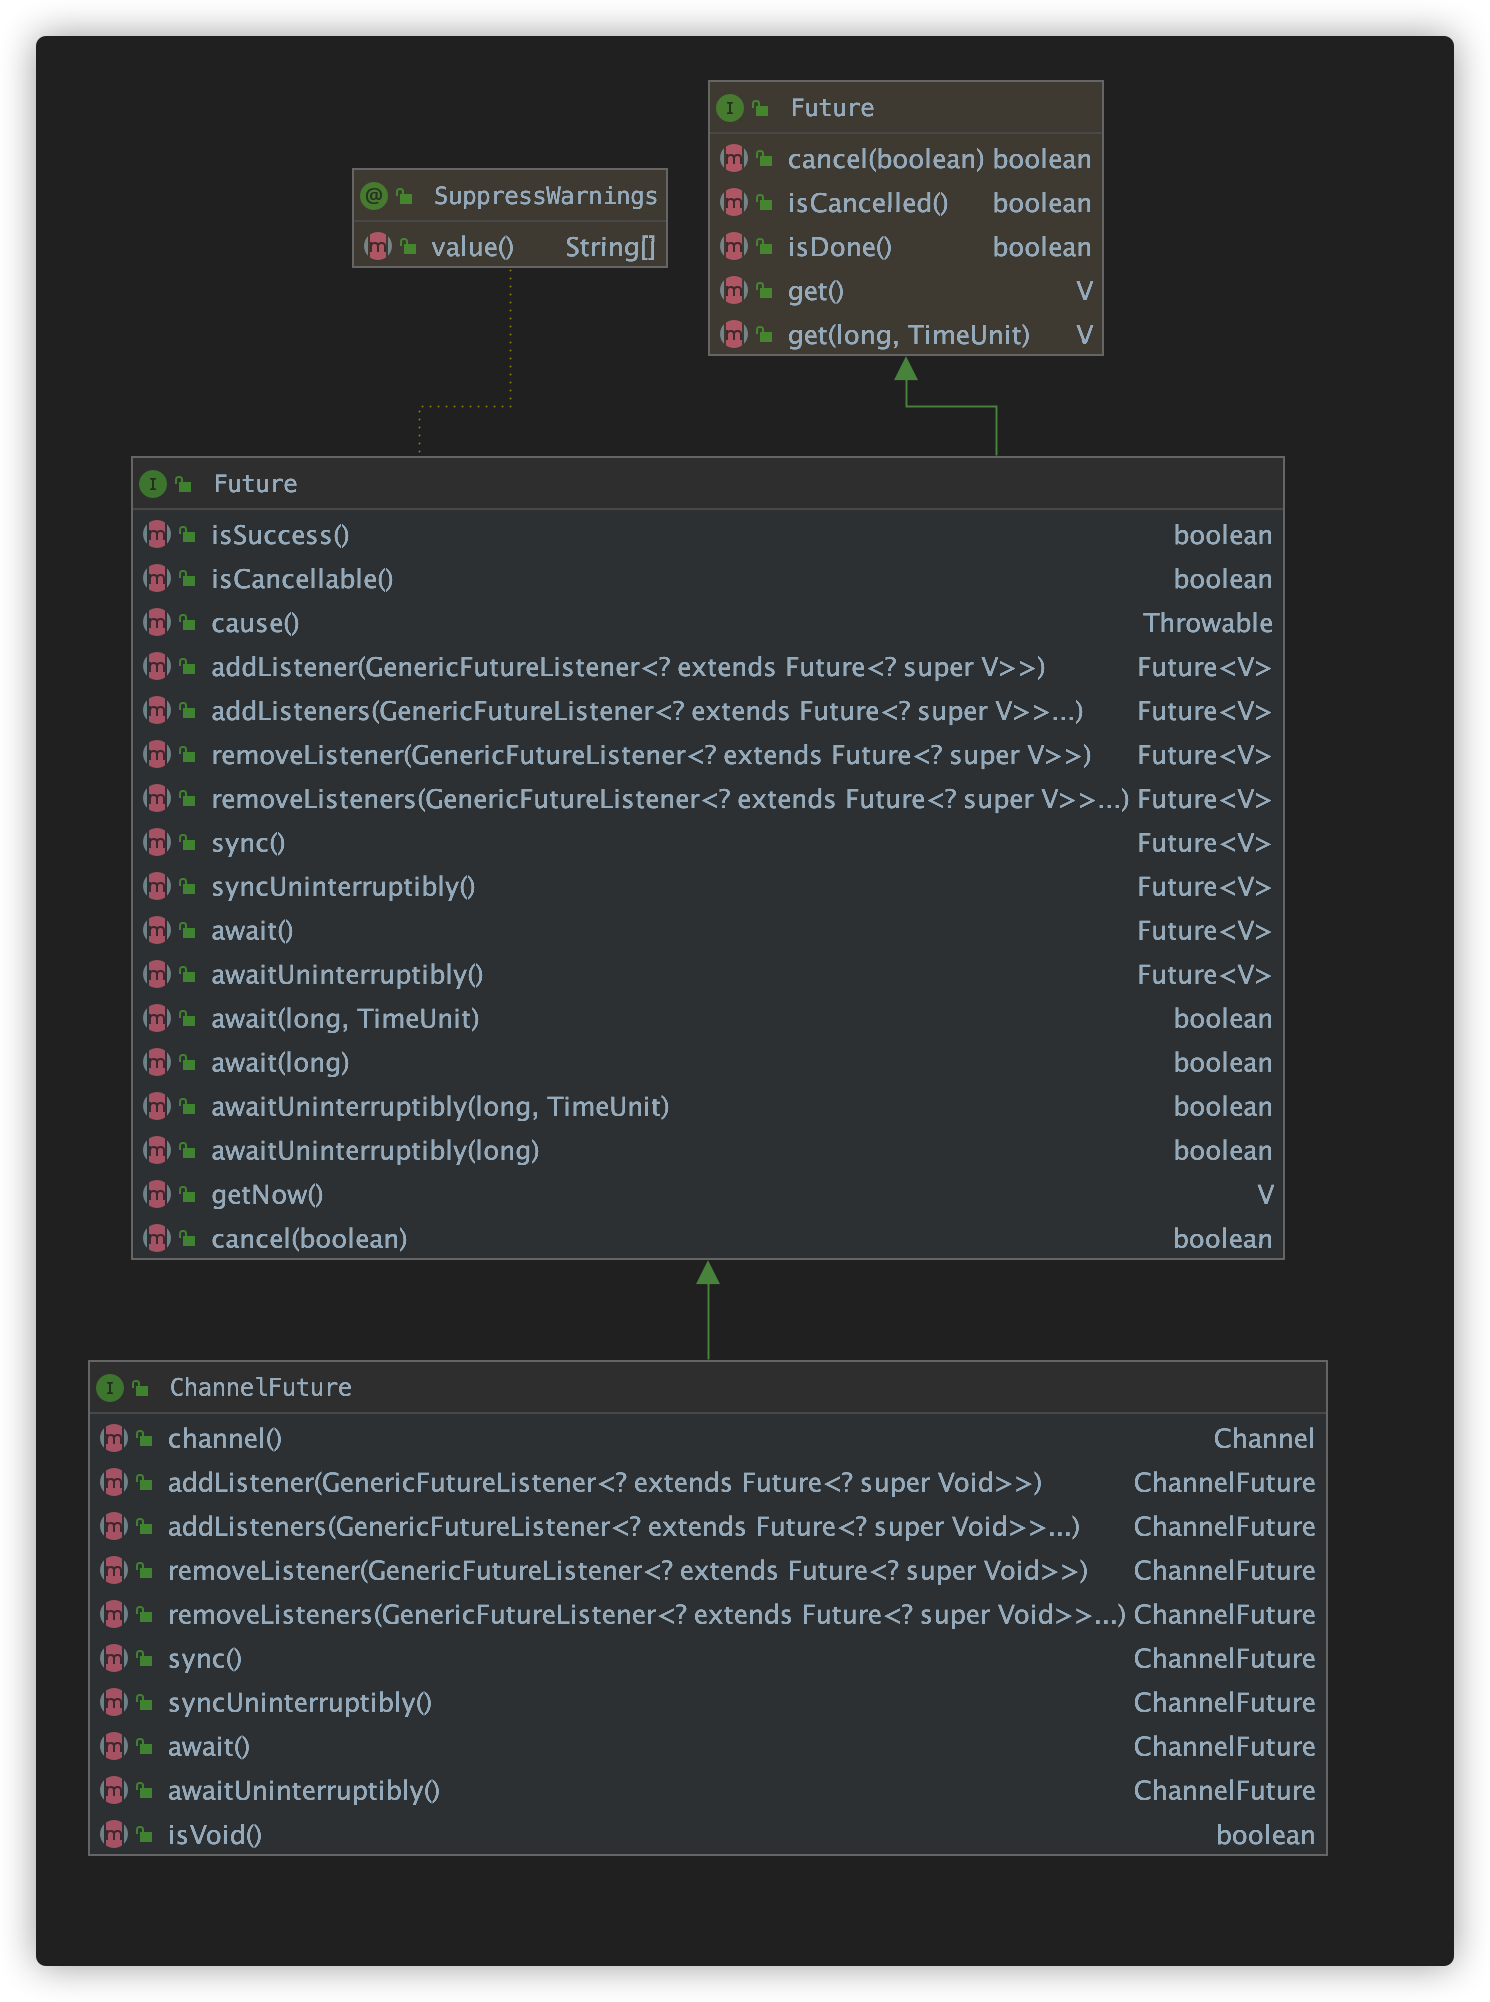 I Future
m cancel(boolean) boolean
m isCancelled() boolean
m isDone() boolean
m get() V
m get(long, TimeUnit) V
@ SuppressWarnings
m value() String[]
I Future
m isSuccess() boolean
m isCancellable() boolean
m cause() Throwable
m addListener(GenericFutureListener<? extends Future<? super V>>) Future<V>
m addListeners(GenericFutureListener<? extends Future<? super V>>...) Future<V>
m removeListener(GenericFutureListener<? extends Future<? super V>>) Future<V>
m removeListeners(GenericFutureListener<? extends Future<? super V>>...) Future<V>
m sync() Future<V>
m syncUninterruptibly() Future<V>
m await() Future<V>
m awaitUninterruptibly() Future<V>
m await(long, TimeUnit) boolean
m await(long) boolean
m awaitUninterruptibly(long, TimeUnit) boolean
m awaitUninterruptibly(long) boolean
m getNow() V
m cancel(boolean) boolean
I ChannelFuture
m channel() Channel
m addListener(GenericFutureListener<? extends Future<? super Void>>) ChannelFuture
m addListeners(GenericFutureListener<? extends Future<? super Void>>...) ChannelFuture
m removeListener(GenericFutureListener<? extends Future<? super Void>>) ChannelFuture
m removeListeners(GenericFutureListener<? extends Future<? super Void>>...) ChannelFuture
m sync() ChannelFuture
m syncUninterruptibly() ChannelFuture
m await() ChannelFuture
m awaitUninterruptibly() ChannelFuture
m isVoid() boolean